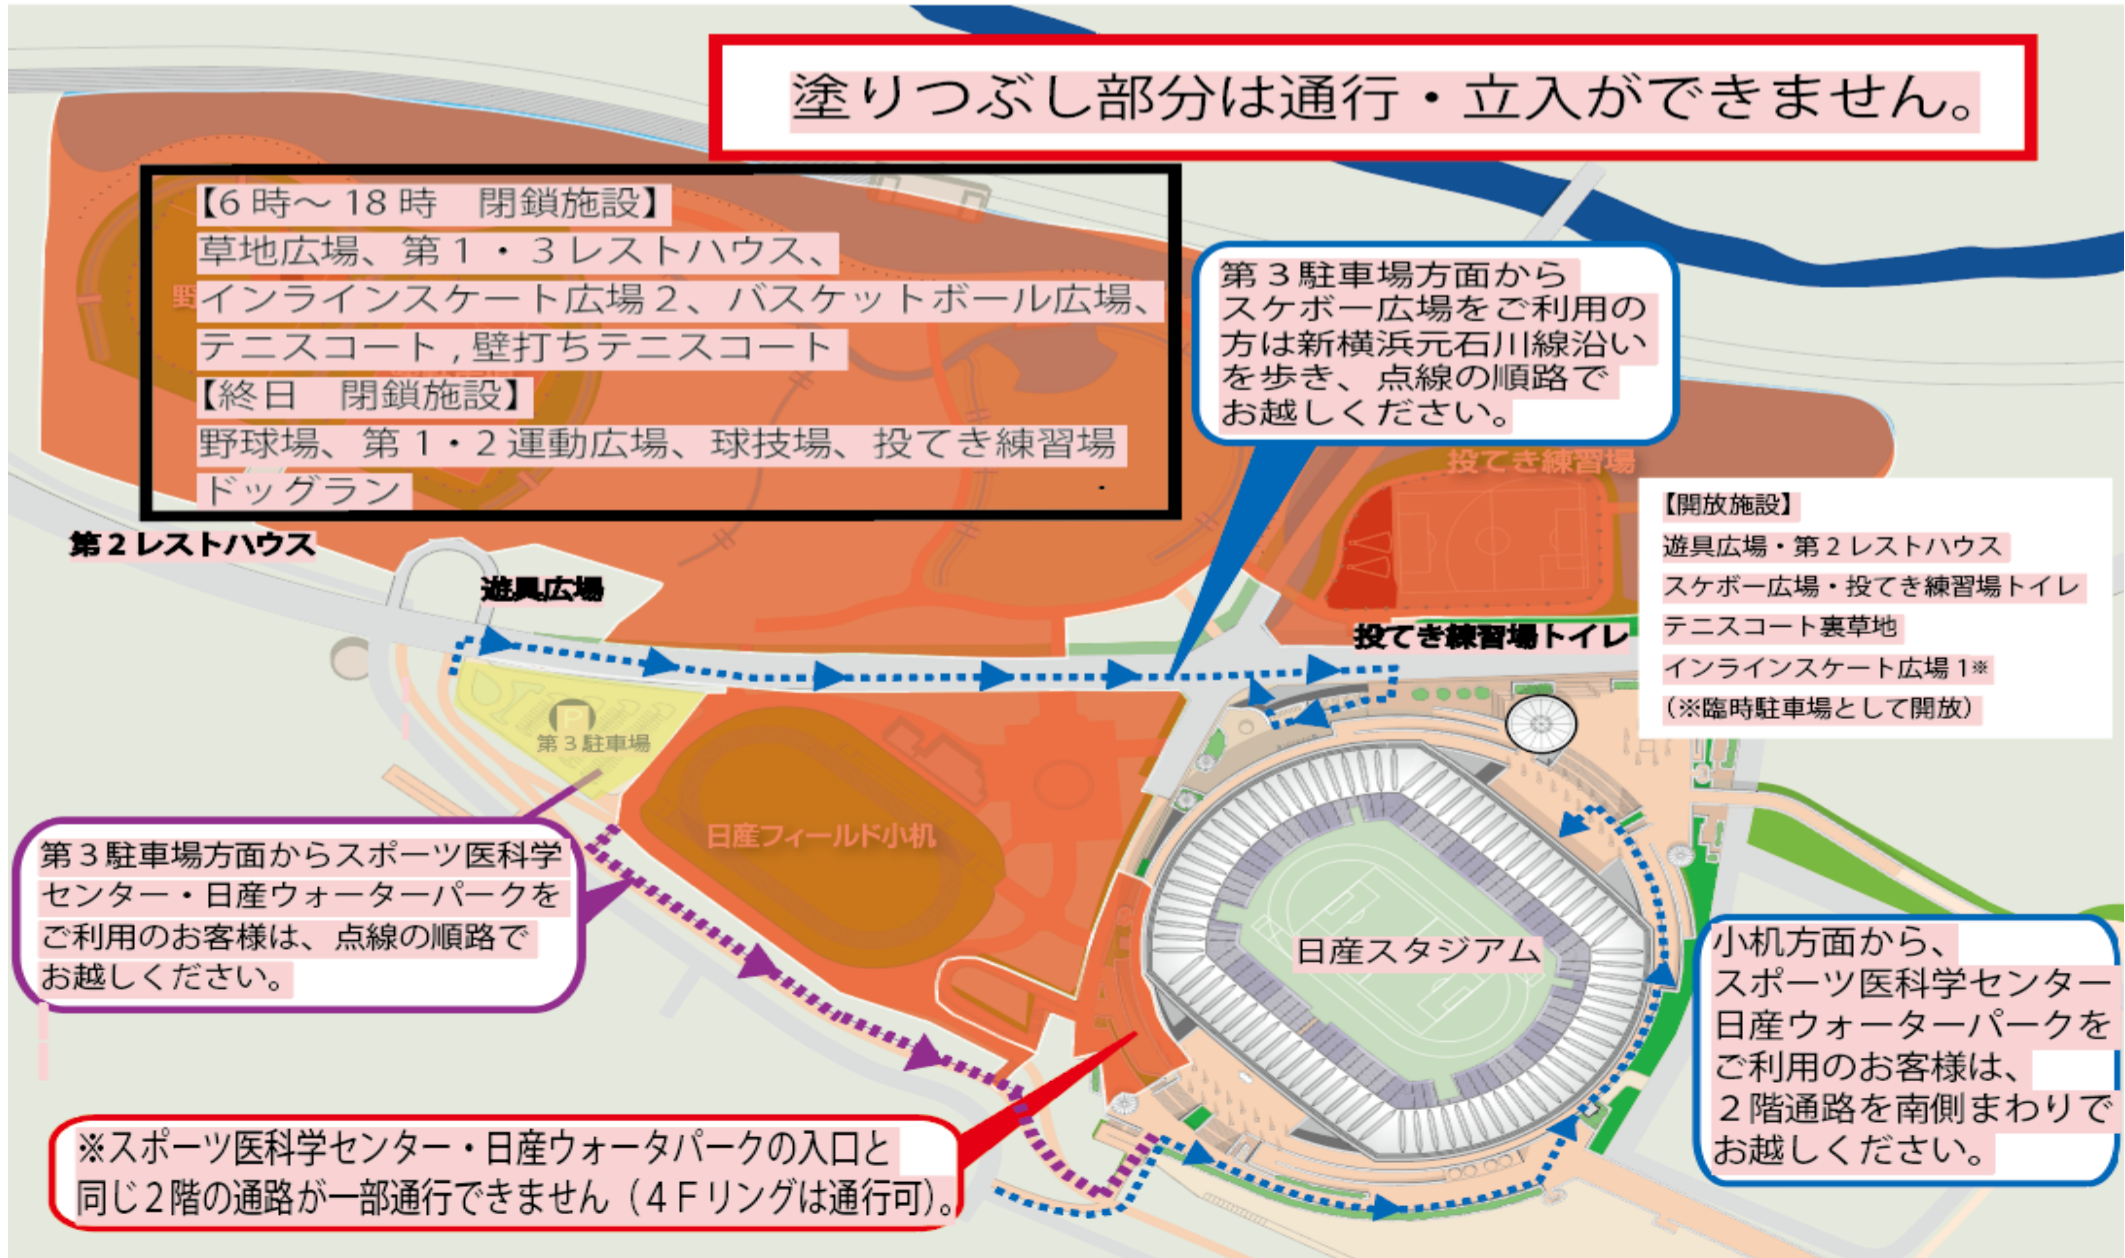 塗りつぶし部分は通行・立入ができません。
【6時～18時　閉鎖施設】
草地広場、第1・3レストハウス、
インラインスケート広場2、バスケットボール広場、
テニスコート,壁打ちテニスコート
【終日　閉鎖施設】
野球場、第1・2運動広場、球技場、投てき練習場
ドッグラン
第3駐車場方面から
スケボー広場をご利用の
方は新横浜元石川線沿い
を歩き、点線の順路で
お越しください。
投てき練習場
【開放施設】
遊具広場・第2レストハウス
スケボー広場・投てき練習場トイレ
テニスコート裏草地
インラインスケート広場1※
(※臨時駐車場として開放)
第2レストハウス
遊具広場
投てき練習場トイレ
P
第3駐車場
日産フィールド小机
日産スタジアム
第3駐車場方面からスポーツ医科学
センター・日産ウォーターパークを
ご利用のお客様は、点線の順路で
お越しください。
小机方面から、
スポーツ医科学センター
日産ウォーターパークを
ご利用のお客様は、
2階通路を南側まわりで
お越しください。
※スポーツ医科学センター・日産ウォータパークの入口と
同じ2階の通路が一部通行できません(4Fリングは通行可)。